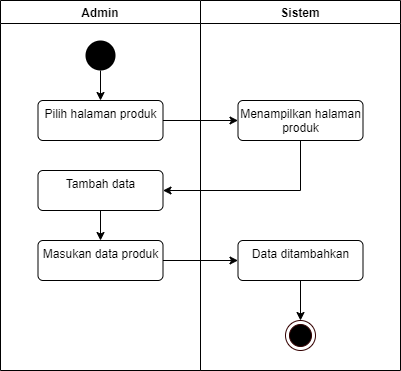 Admin
Sistem
Pilih halaman produk
Menampilkan halaman
produk
Tambah data
Masukan data produk
Data ditambahkan